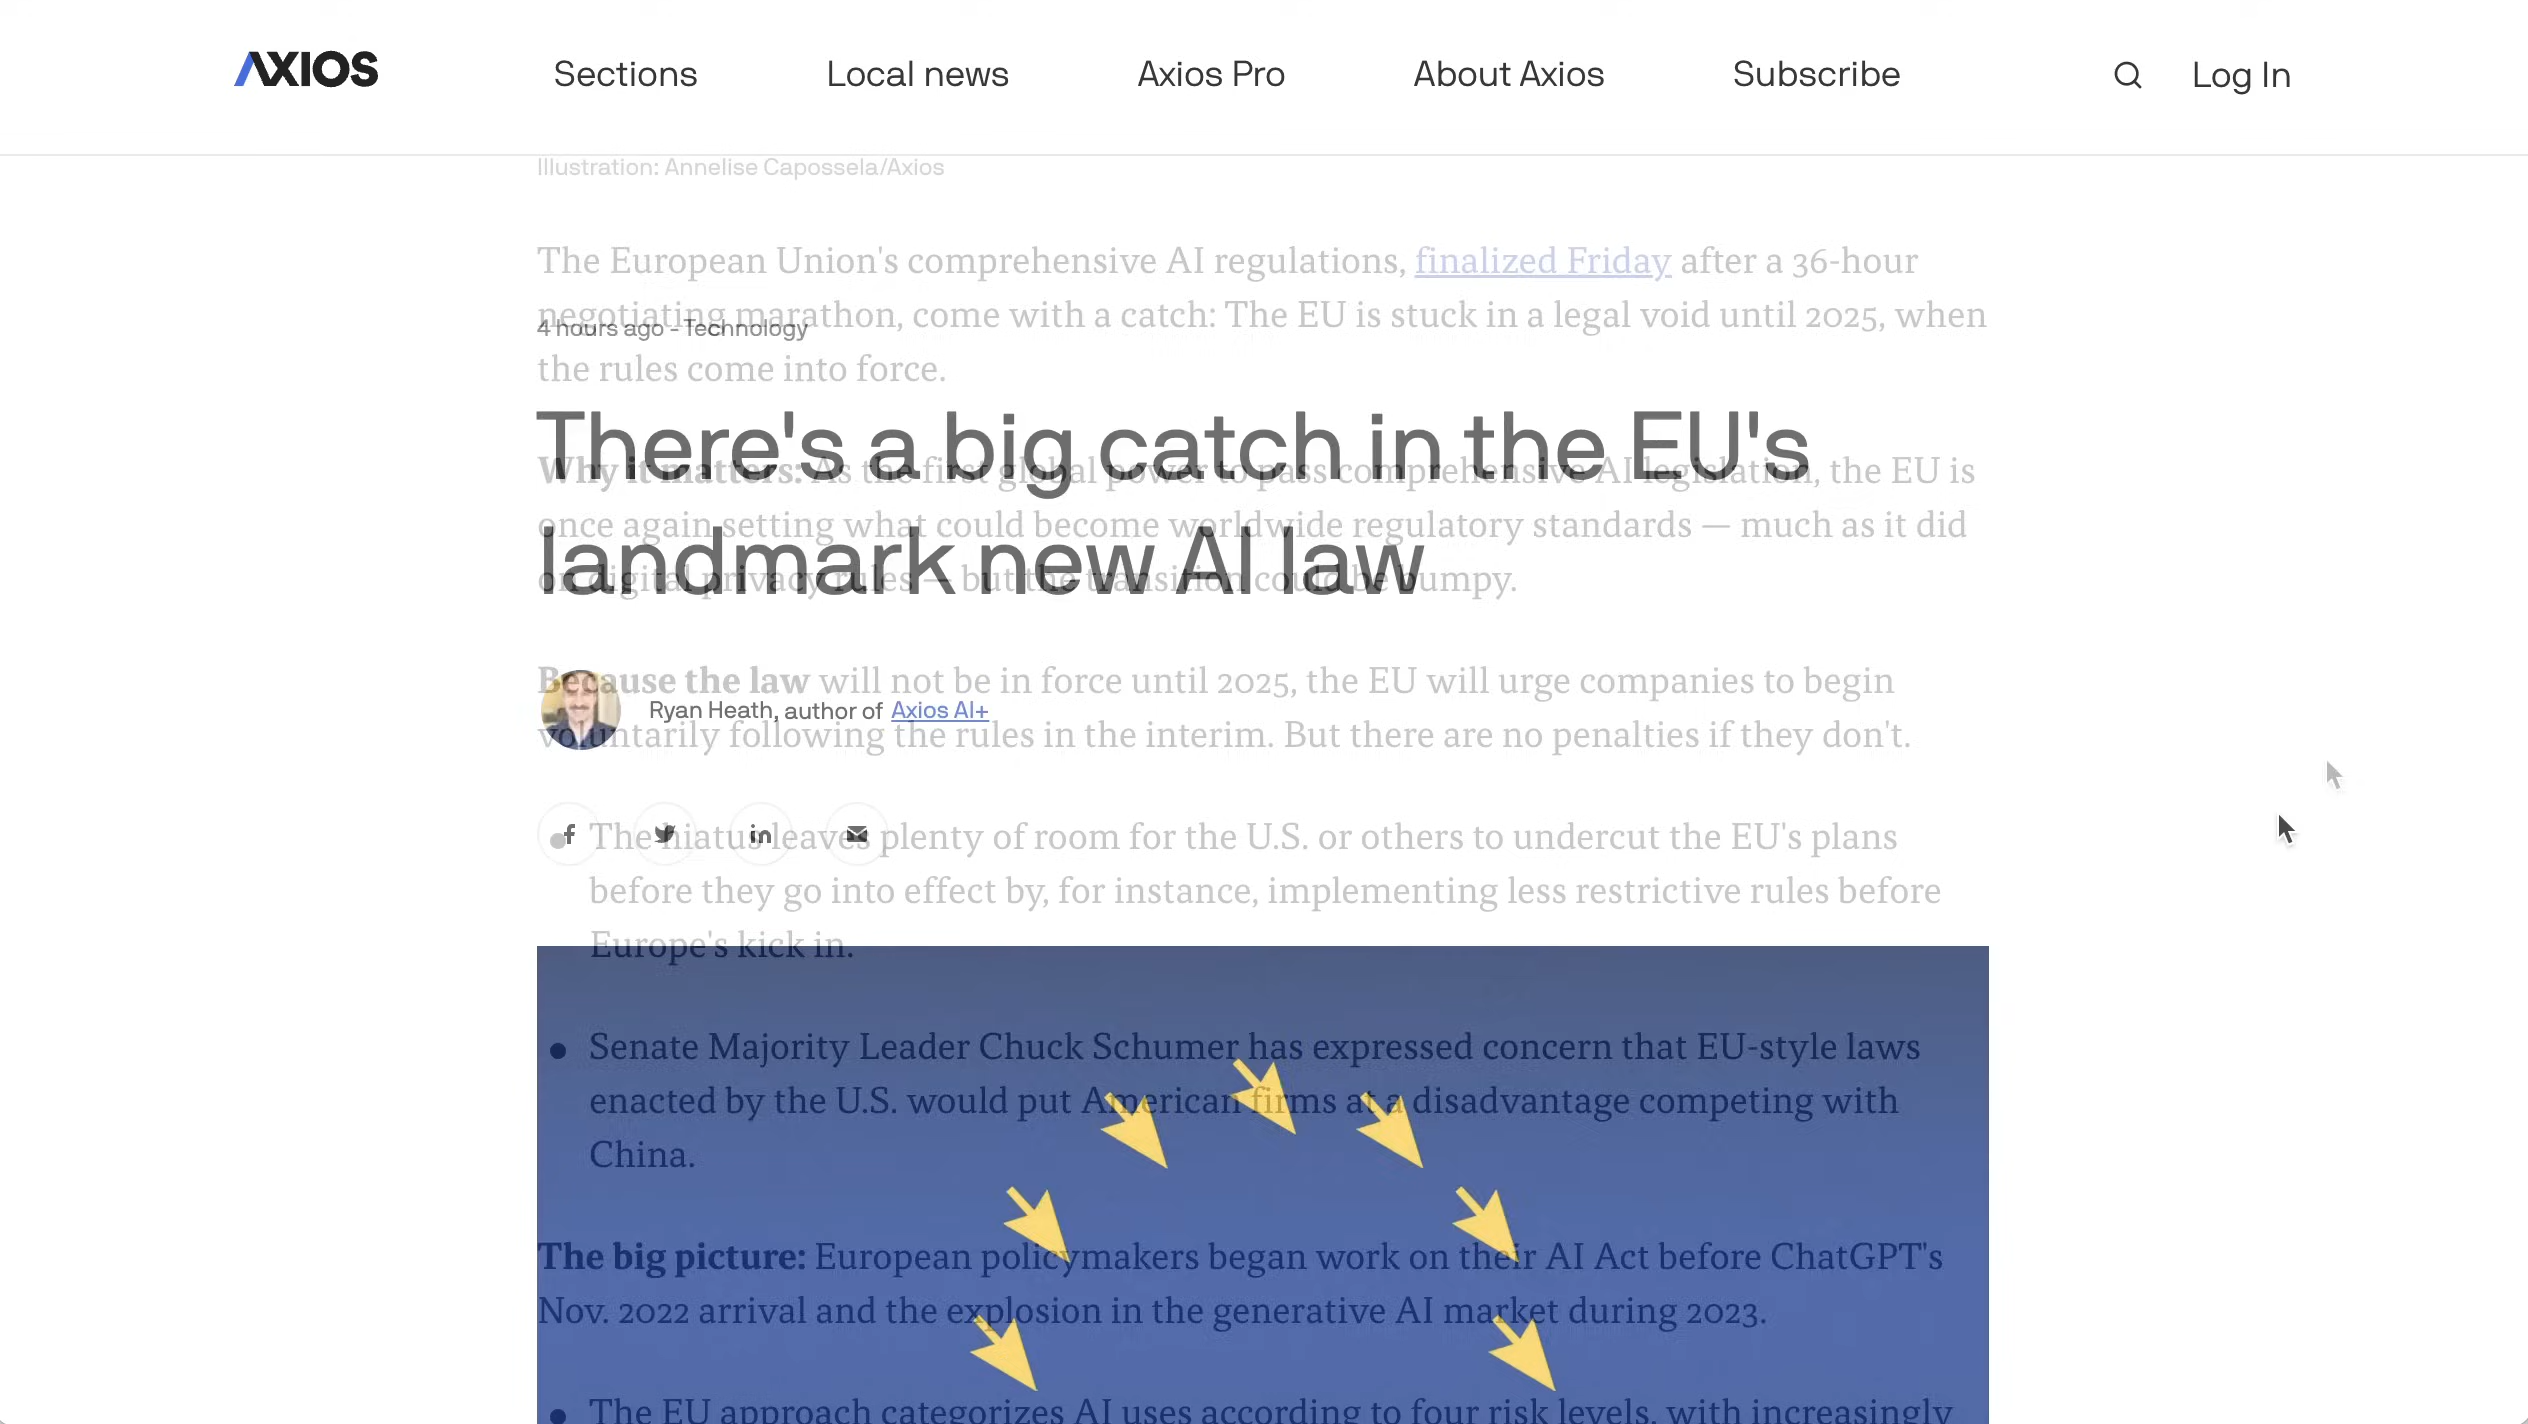 AXIOS
Sections
Local news
Axios Pro
About Axios
Subscribe
Log In
Illustration: Annelise Capossela/Axios
The European Union's comprehensive AI regulations, finalized Friday after a 36-hour
negotiating marathon, come with a catch: The EU is stuck in a legal void until 2025, when
the rules come into force.
4 hours ago - Technology
There's a big catch in the EU's
landmark new AI law
Why it matters: As the first global power to pass comprehensive AI legislation, the EU is
once again setting what could become worldwide regulatory standards — much as it did
on digital privacy rules — but the transition could be bumpy.
Because the law will not be in force until 2025, the EU will urge companies to begin
voluntarily following the rules in the interim. But there are no penalties if they don't.
Ryan Heath, author of Axios AI+
• The hiatus leaves plenty of room for the U.S. or others to undercut the EU's plans
before they go into effect by, for instance, implementing less restrictive rules before
Europe's kick in.
• Senate Majority Leader Chuck Schumer has expressed concern that EU-style laws
enacted by the U.S. would put American firms at a disadvantage competing with
China.
The big picture: European policymakers began work on their AI Act before ChatGPT's
Nov. 2022 arrival and the explosion in the generative AI market during 2023.
• The EU approach categorizes AI uses according to four risk levels, with increasingly